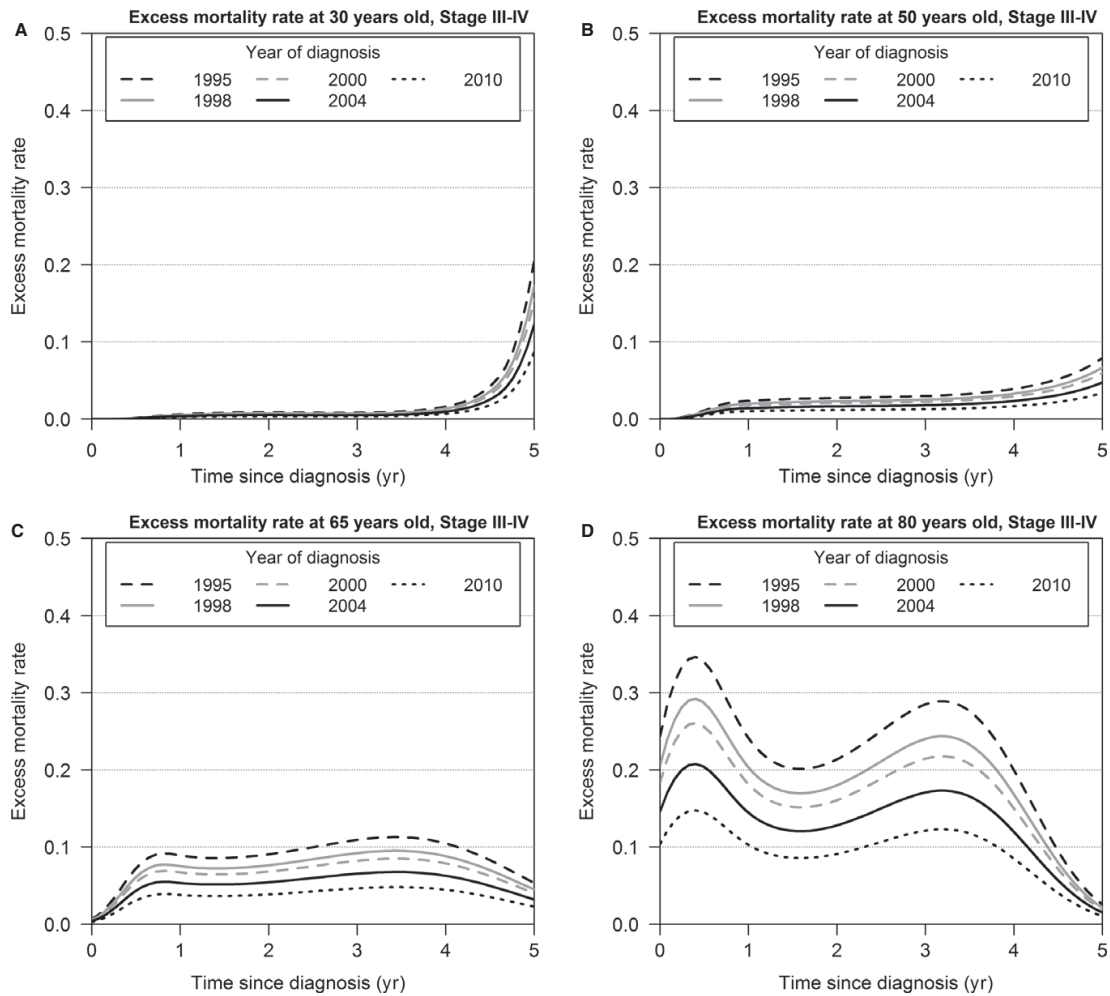 A
Excess mortality rate at 30 years old, Stage III-IV
Year of diagnosis
1995 2000 2010
1998 2004
Excess mortality rate
0.5
0.4
0.3
0.2
0.1
0.0
0 1 2 3 4 5
Time since diagnosis (yr)
B
Excess mortality rate at 50 years old, Stage III-IV
Year of diagnosis
1995 2000 2010
1998 2004
Excess mortality rate
0.5
0.4
0.3
0.2
0.1
0.0
0 1 2 3 4 5
Time since diagnosis (yr)
C
Excess mortality rate at 65 years old, Stage III-IV
Year of diagnosis
1995 2000 2010
1998 2004
Excess mortality rate
0.5
0.4
0.3
0.2
0.1
0.0
0 1 2 3 4 5
Time since diagnosis (yr)
D
Excess mortality rate at 80 years old, Stage III-IV
Year of diagnosis
1995 2000 2010
1998 2004
Excess mortality rate
0.5
0.4
0.3
0.2
0.1
0.0
0 1 2 3 4 5
Time since diagnosis (yr)